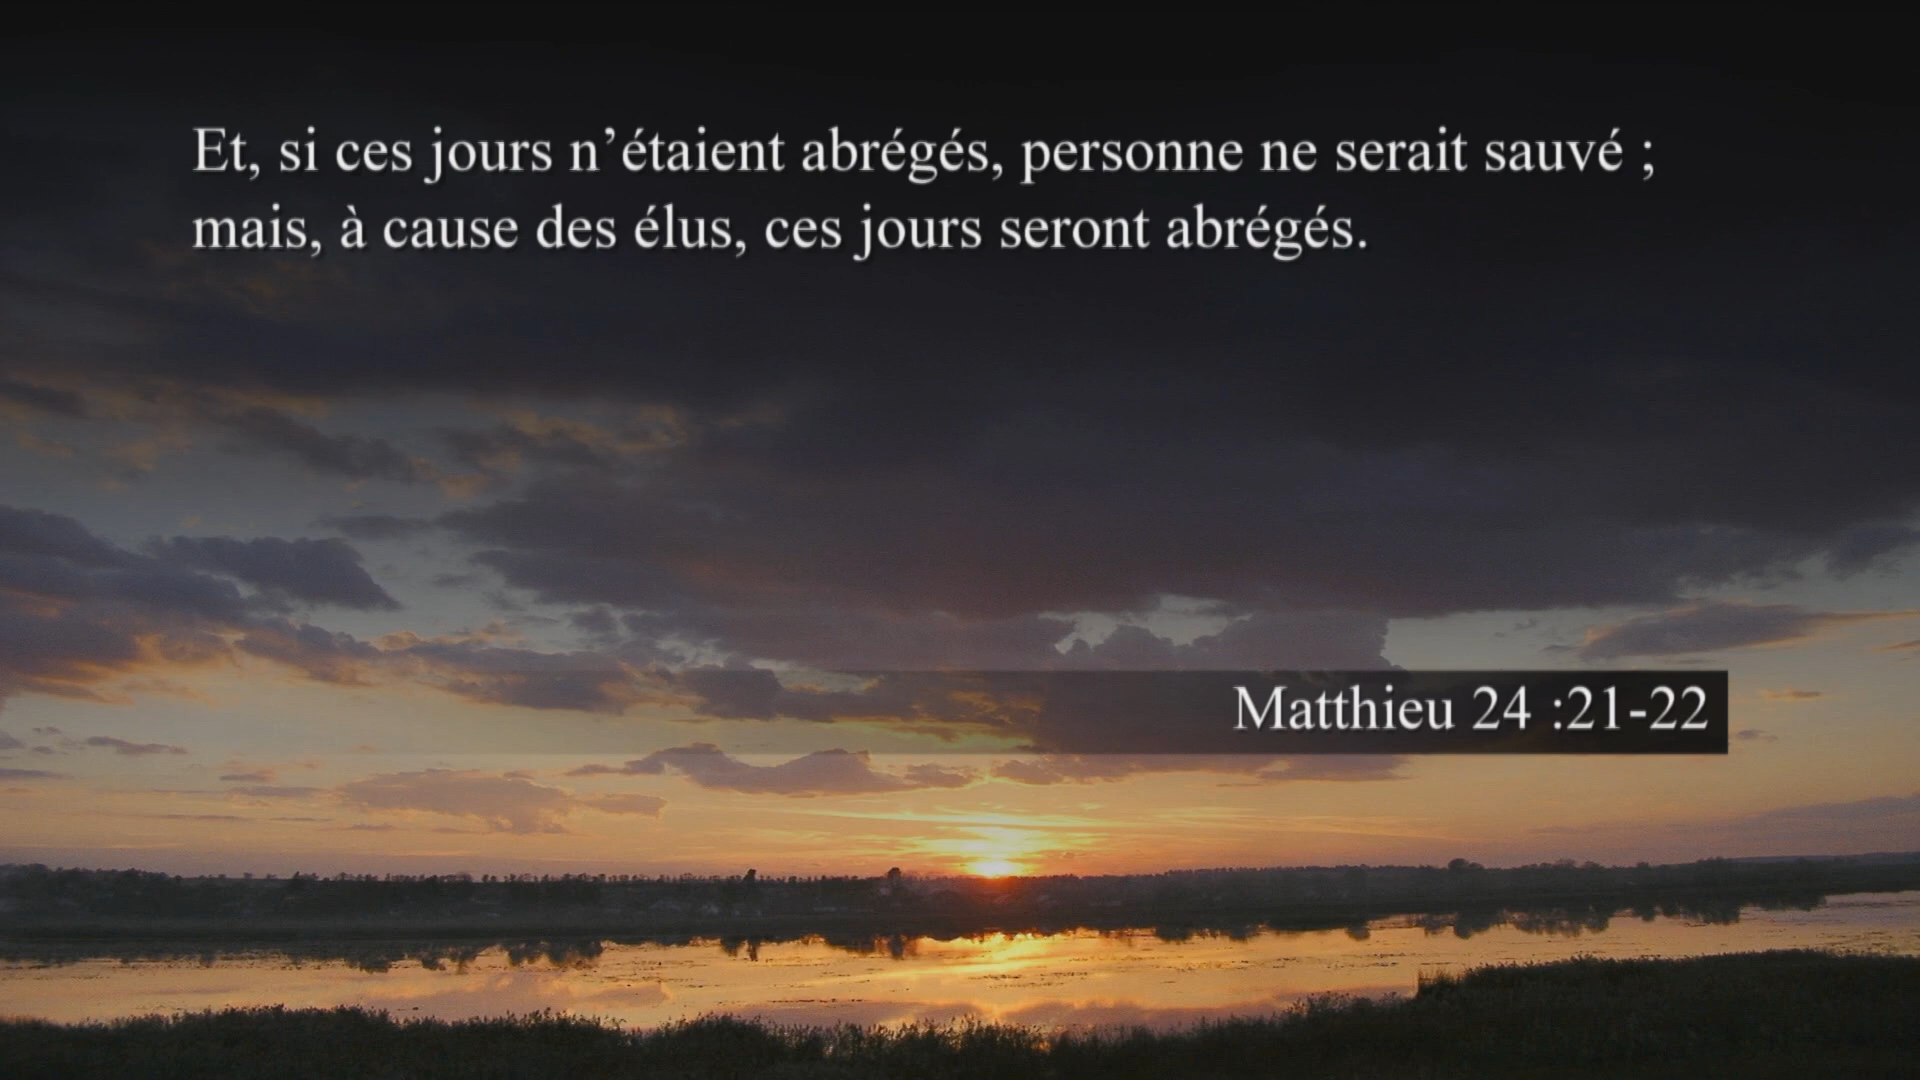 Et, si ces jours n’étaient abrégés, personne ne serait sauvé ;
mais, à cause des élus, ces jours seront abrégés.
Matthieu 24 :21-22